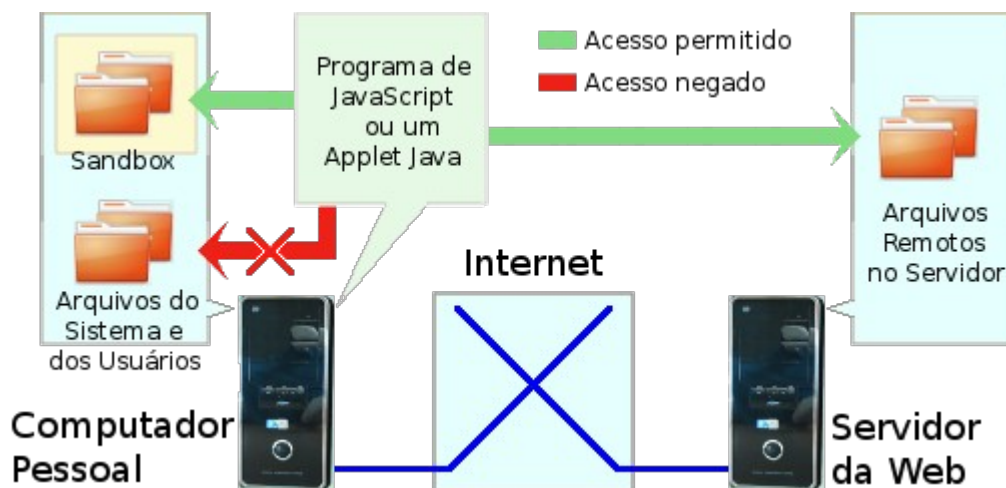 Programa de
JavaScript
ou um
Applet Java
Acesso permitido
Acesso negado
Sandbox
Arquivos do
Sistema e
dos Usuários
Arquivos
Remotos
no Servidor
Internet
Computador
Pessoal
Servidor
da Web